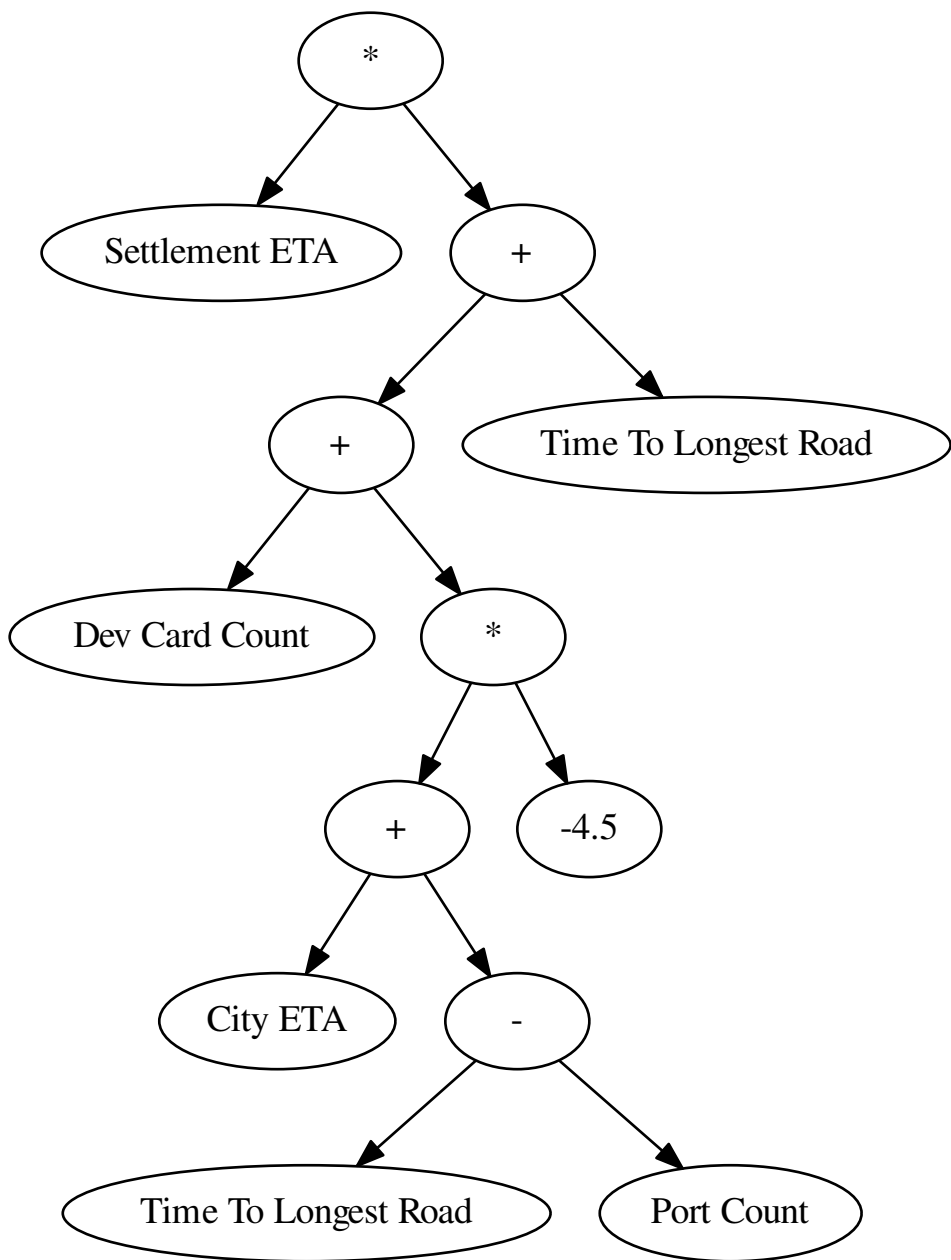 *
Settlement ETA
+
+
Time To Longest Road
Dev Card Count
*
+
-4.5
City ETA
-
Time To Longest Road
Port Count